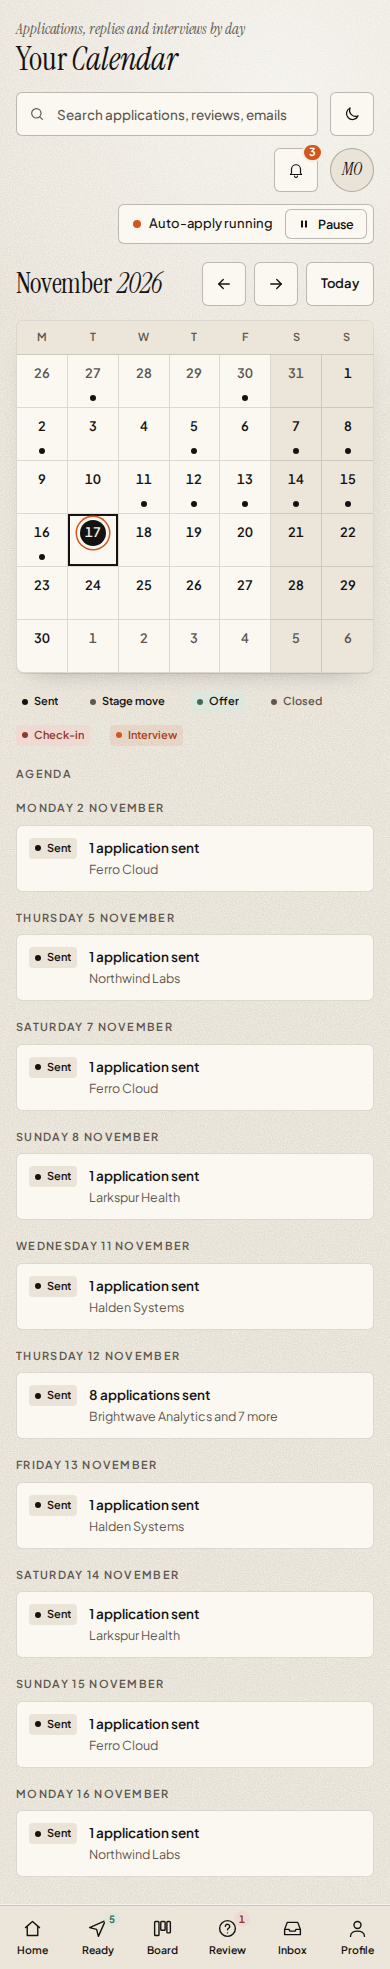 Applications, replies and interviews by day
Your Calendar
Search applications, reviews, emails
3
MO
Auto-apply running
Pause
November 2026
Today
M T W T F S S
26 27 28 29 30 31 1
2 3 4 5 6 7 8
9 10 11 12 13 14 15
16 17 18 19 20 21 22
23 24 25 26 27 28 29
30 1 2 3 4 5 6
Sent Stage move Offer Closed
Check-in Interview
AGENDA
MONDAY 2 NOVEMBER
Sent 1 application sent
Ferro Cloud
THURSDAY 5 NOVEMBER
Sent 1 application sent
Northwind Labs
SATURDAY 7 NOVEMBER
Sent 1 application sent
Ferro Cloud
SUNDAY 8 NOVEMBER
Sent 1 application sent
Larkspur Health
WEDNESDAY 11 NOVEMBER
Sent 1 application sent
Halden Systems
THURSDAY 12 NOVEMBER
Sent 8 applications sent
Brightwave Analytics and 7 more
FRIDAY 13 NOVEMBER
Sent 1 application sent
Halden Systems
SATURDAY 14 NOVEMBER
Sent 1 application sent
Larkspur Health
SUNDAY 15 NOVEMBER
Sent 1 application sent
Ferro Cloud
MONDAY 16 NOVEMBER
Sent 1 application sent
Northwind Labs
5 1
Home Ready Board Review Inbox Profile